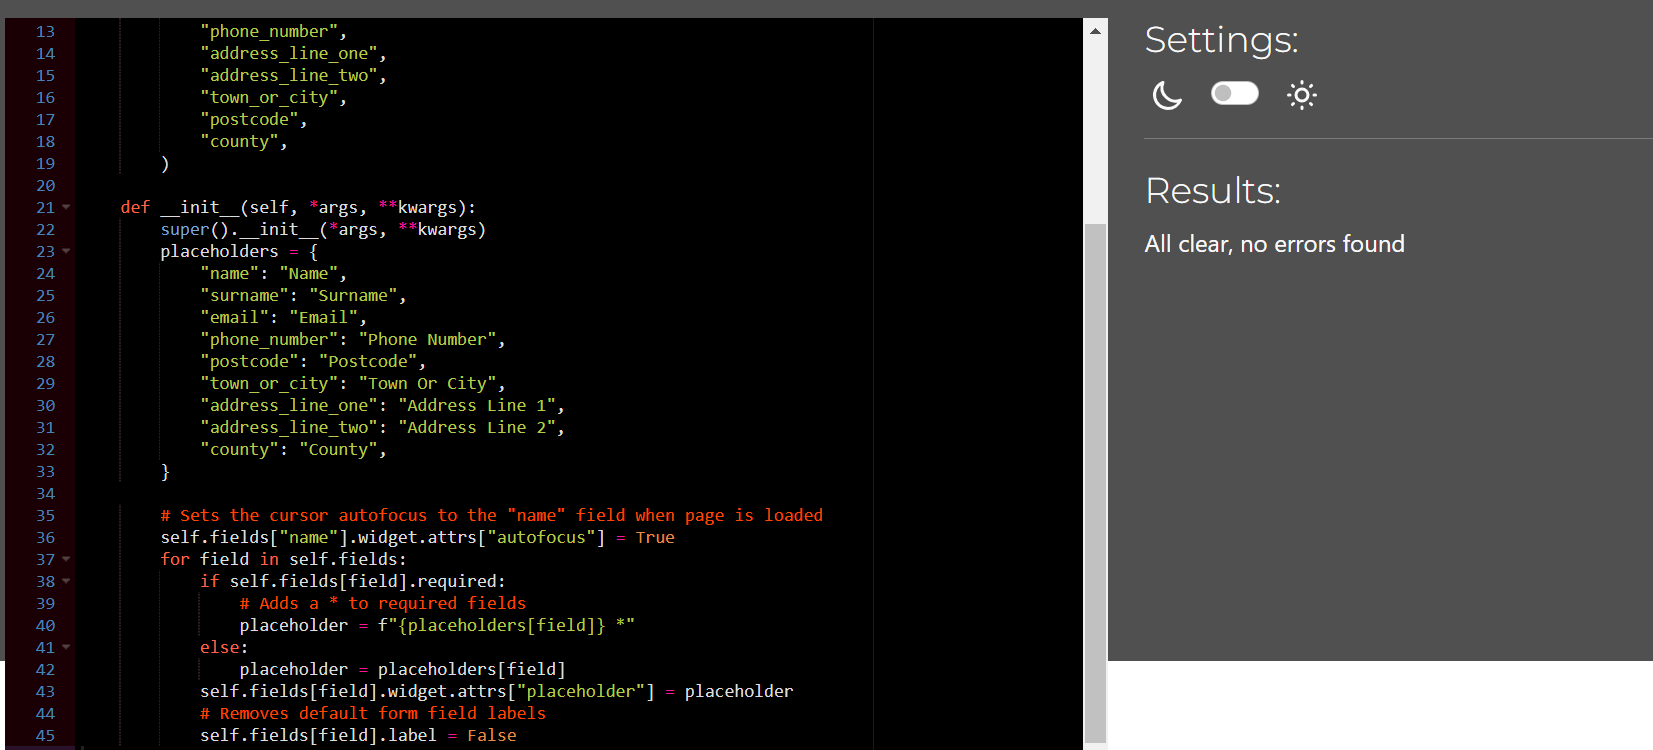 13 "phone_number",
14 "address_line_one",
15 "address_line_two",
16 "town_or_city",
17 "postcode",
18 "county",
19 )
20
21 def __init__(self, *args, **kwargs):
22 super().__init__(*args, **kwargs)
23 placeholders = {
24 "name": "Name",
25 "surname": "Surname",
26 "email": "Email",
27 "phone_number": "Phone Number",
28 "postcode": "Postcode",
29 "town_or_city": "Town Or City",
30 "address_line_one": "Address Line 1",
31 "address_line_two": "Address Line 2",
32 "county": "County",
33 }
34
35 # Sets the cursor autofocus to the "name" field when page is loaded
36 self.fields["name"].widget.attrs["autofocus"] = True
37 for field in self.fields:
38 if self.fields[field].required:
39 # Adds a * to required fields
40 placeholder = f"{placeholders[field]} *"
41 else:
42 placeholder = placeholders[field]
43 self.fields[field].widget.attrs["placeholder"] = placeholder
44 # Removes default form field labels
45 self.fields[field].label = False
Settings:
Results:
All clear, no errors found